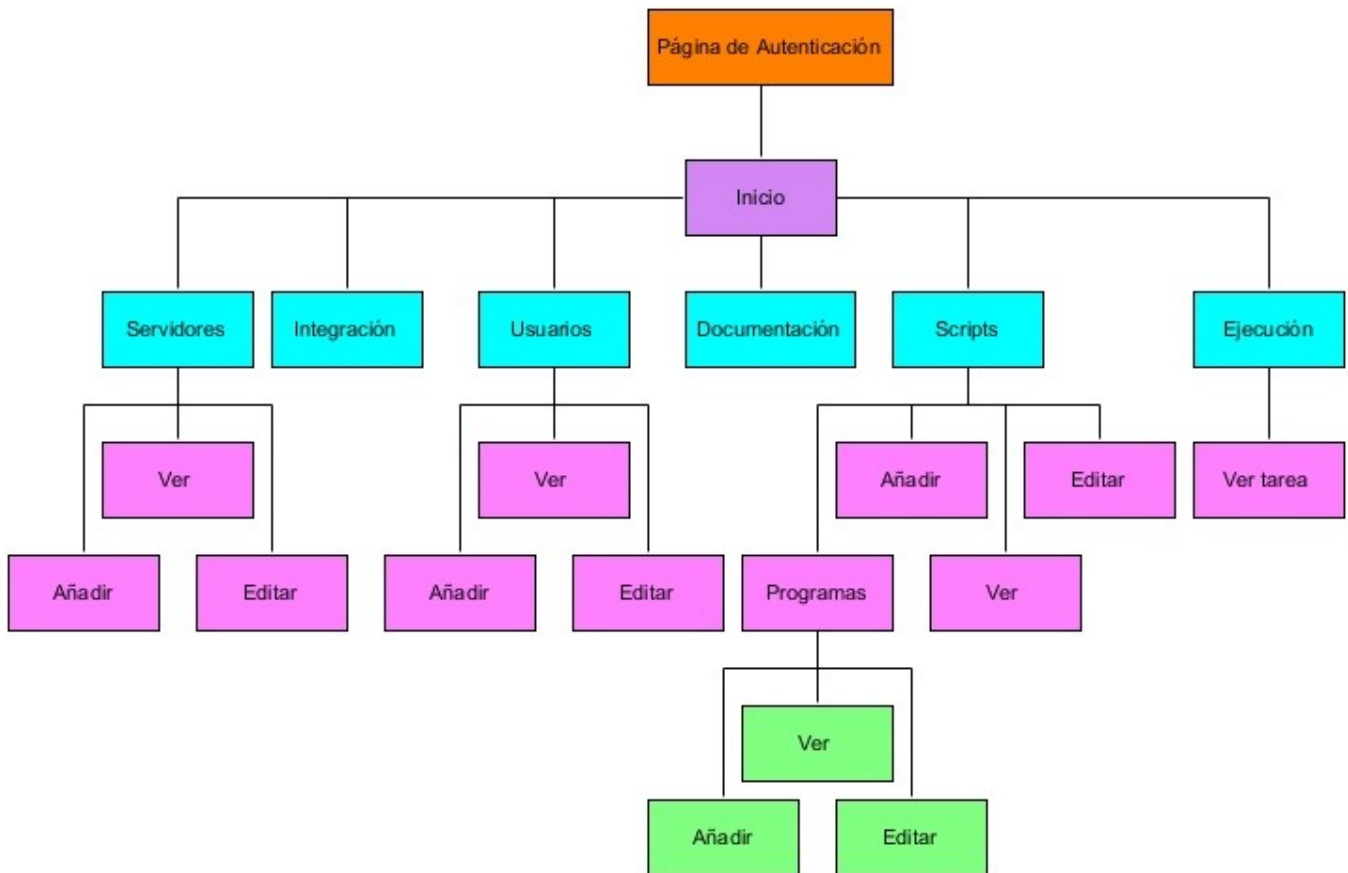 Página de Autenticación
Inicio
Servidores
Integración
Usuarios
Documentación
Scripts
Ejecución
Ver
Ver
Añadir
Editar
Ver tarea
Añadir
Editar
Añadir
Editar
Programas
Ver
Ver
Añadir
Editar